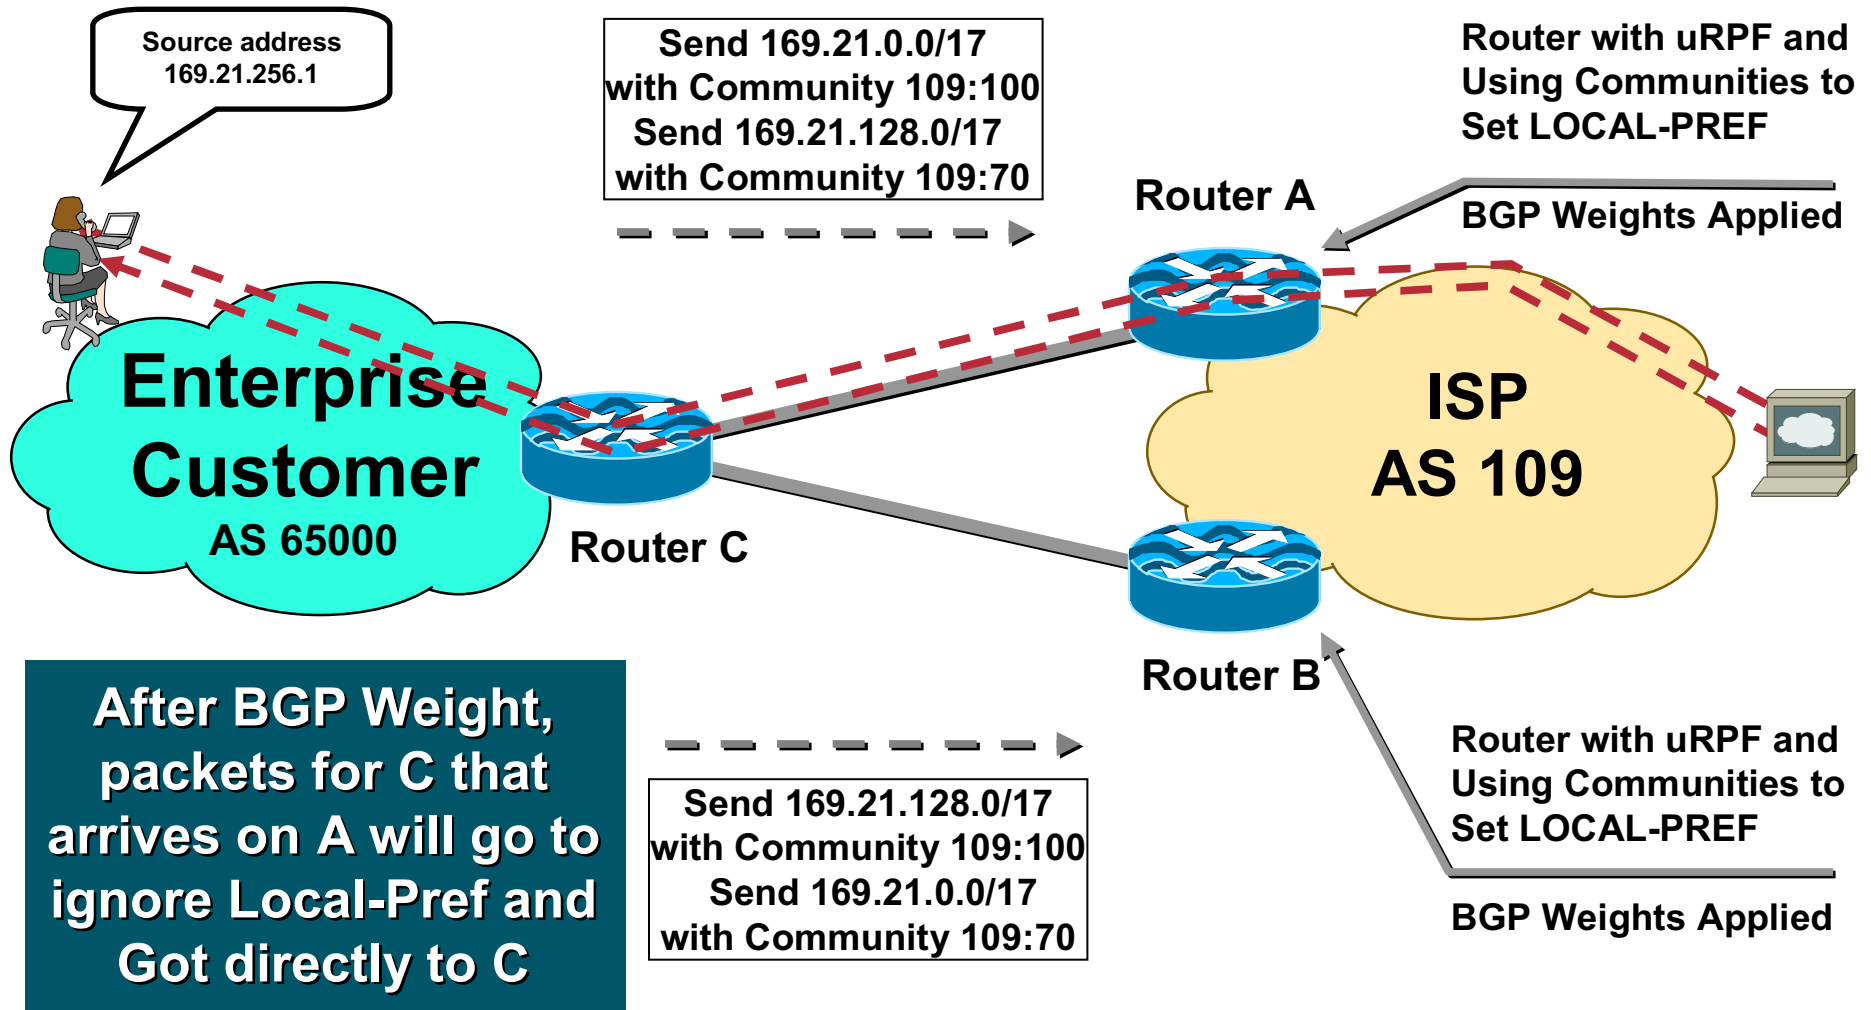 Source address
169.21.256.1
Send 169.21.0.0/17
with Community 109:100
Send 169.21.128.0/17
with Community 109:70
Router with uRPF and
Using Communities to
Set LOCAL-PREF
BGP Weights Applied
Router A
Enterprise
Customer
AS 65000
Router C
ISP
AS 109
Router B
After BGP Weight,
packets for C that
arrives on A will go to
ignore Local-Pref and
Got directly to C
Send 169.21.128.0/17
with Community 109:100
Send 169.21.0.0/17
with Community 109:70
Router with uRPF and
Using Communities to
Set LOCAL-PREF
BGP Weights Applied